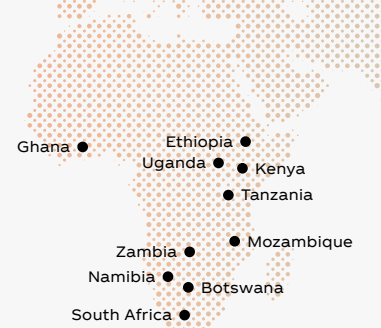 Ethiopia
Ghana
Uganda
Kenya
Tanzania
Mozambique
Zambia
Namibia
Botswana
South Africa